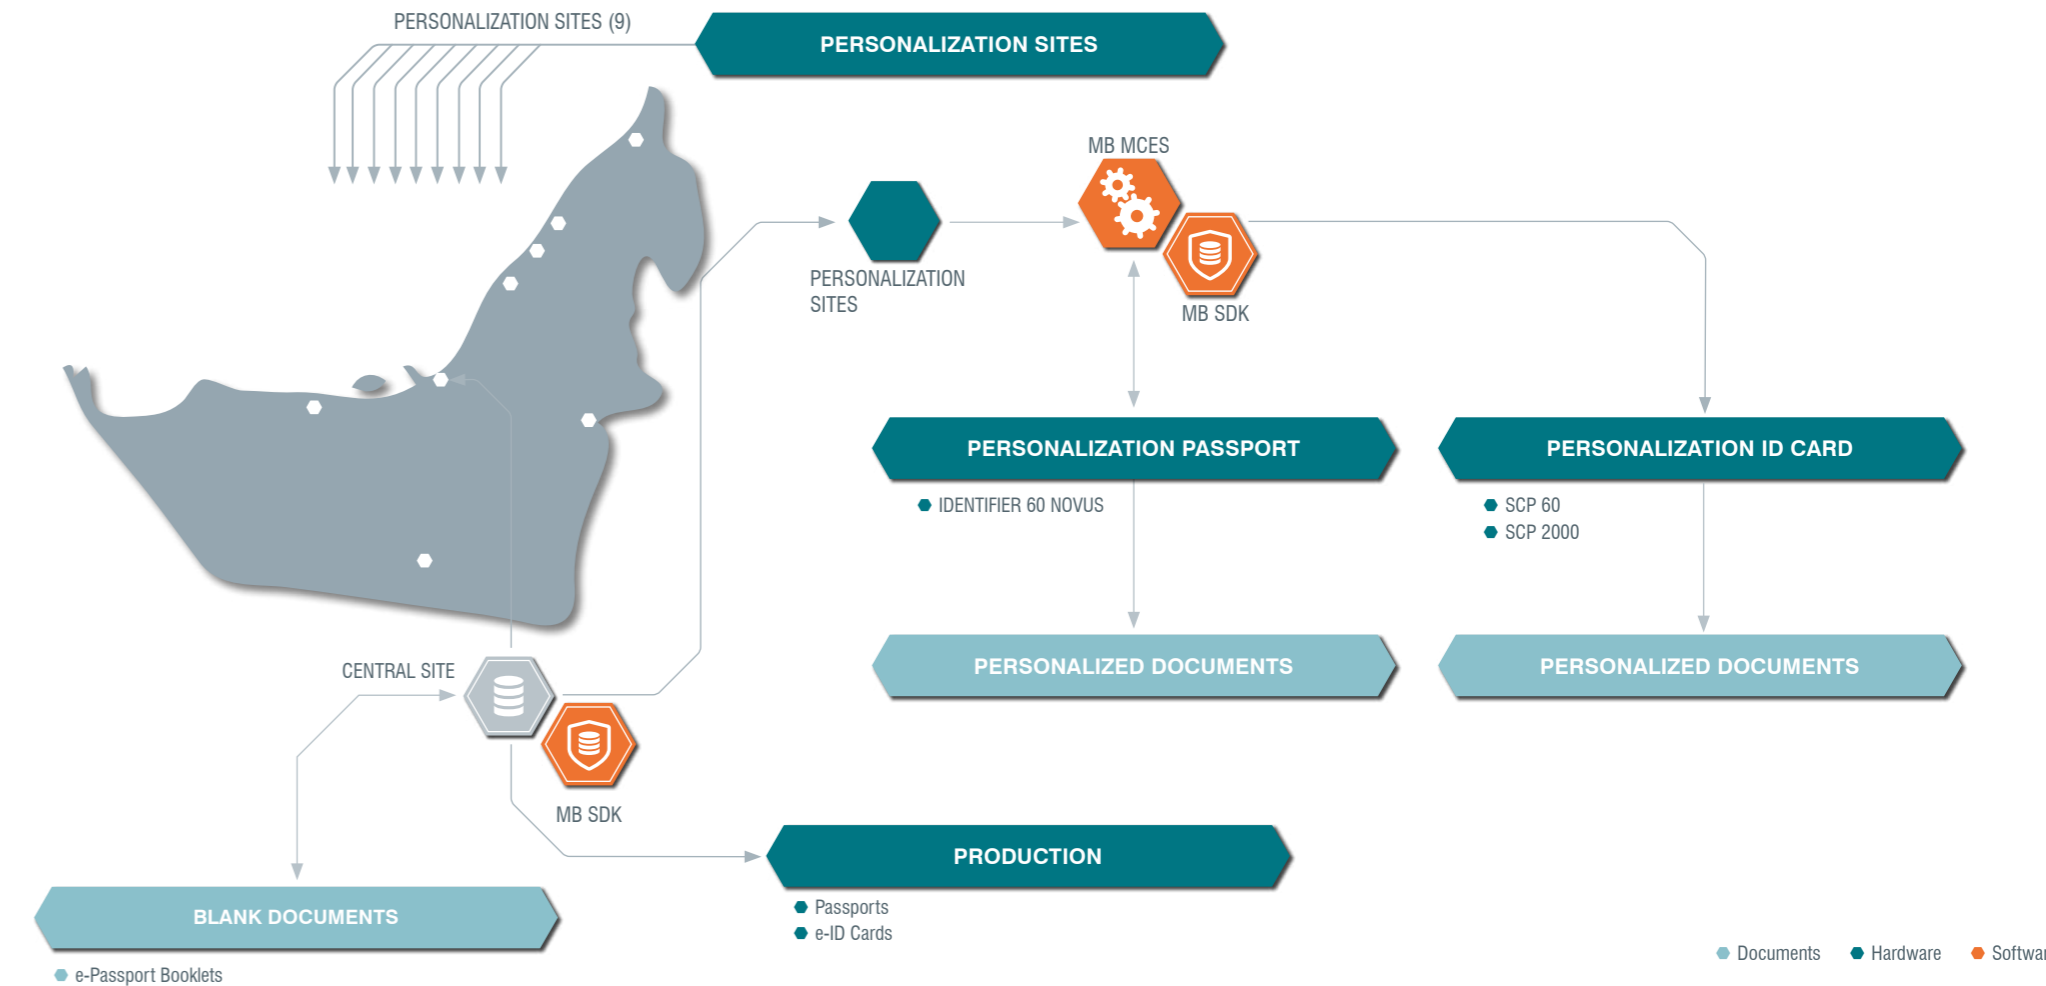 PERSONALIZATION SITES (9)
PERSONALIZATION SITES
MB MCES
PERSONALIZATION
SITES
MB SDK
PERSONALIZATION PASSPORT
PERSONALIZATION ID CARD
IDENTIFIER 60 NOVUS
SCP 60
SCP 2000
PERSONALIZED DOCUMENTS
PERSONALIZED DOCUMENTS
CENTRAL SITE
MB SDK
PRODUCTION
Passports
e-ID Cards
BLANK DOCUMENTS
e-Passport Booklets
Documents
Hardware
Softwar